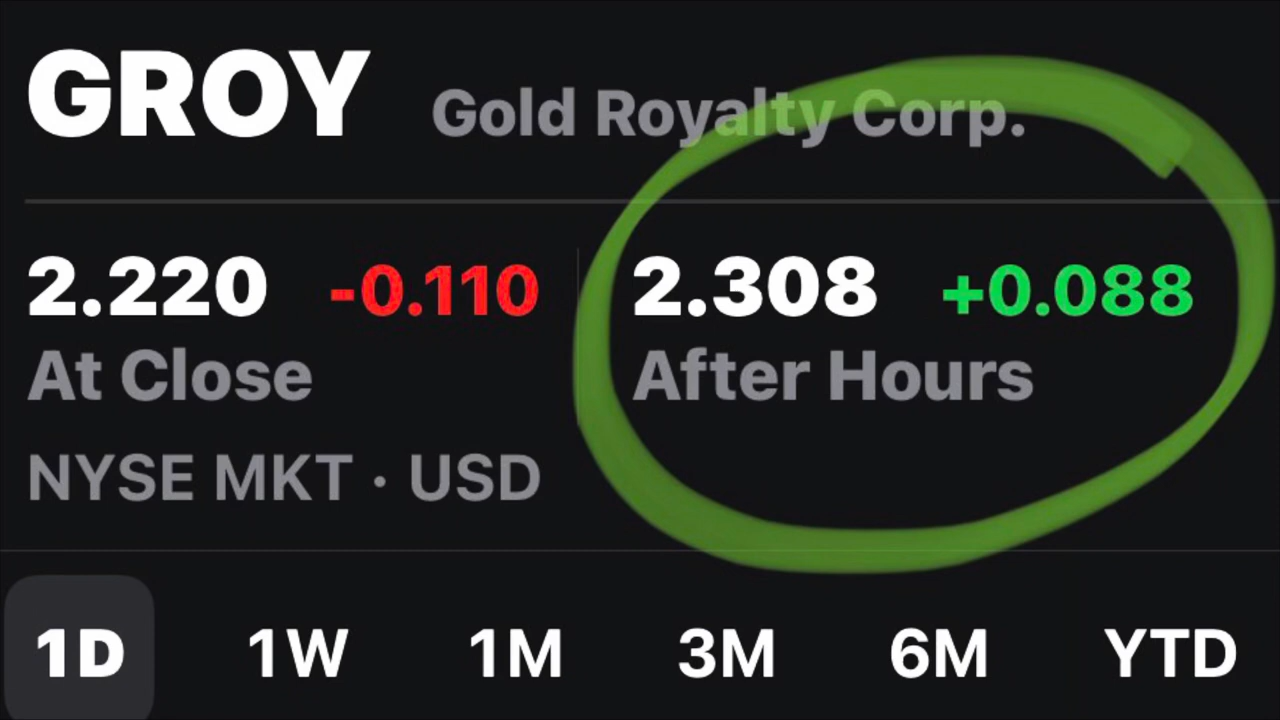 GROY Gold Royalty Corp.
2.220 -0.110 2.308 +0.088
At Close After Hours
NYSE MKT · USD
1D 1W 1M 3M 6M YTD